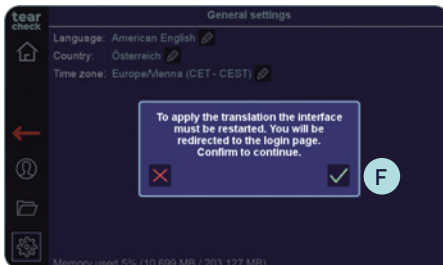 tear
check
General settings
Language: American English
Country: Österreich
Time zone: Europe/Vienna (CET - CEST)
To apply the translation the interface
must be restarted. You will be
redirected to the login page.
Confirm to continue.
F
Memory used 5% (10 699 MB / 203 127 MB)